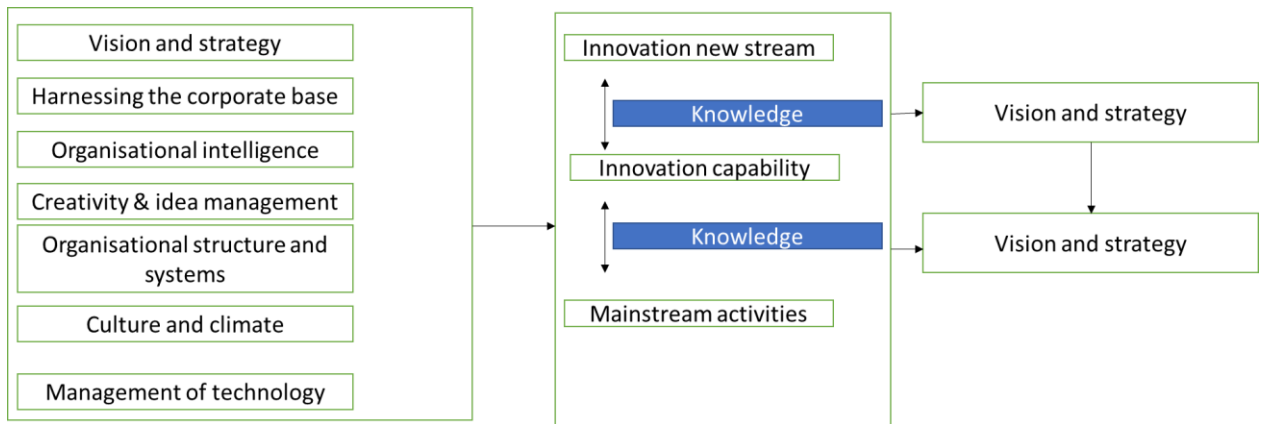 Vision and strategy
Harnessing the corporate base
Organisational intelligence
Creativity & idea management
Organisational structure and
systems
Culture and climate
Management of technology
Innovation new stream
Knowledge
Innovation capability
Knowledge
Mainstream activities
Vision and strategy
Vision and strategy